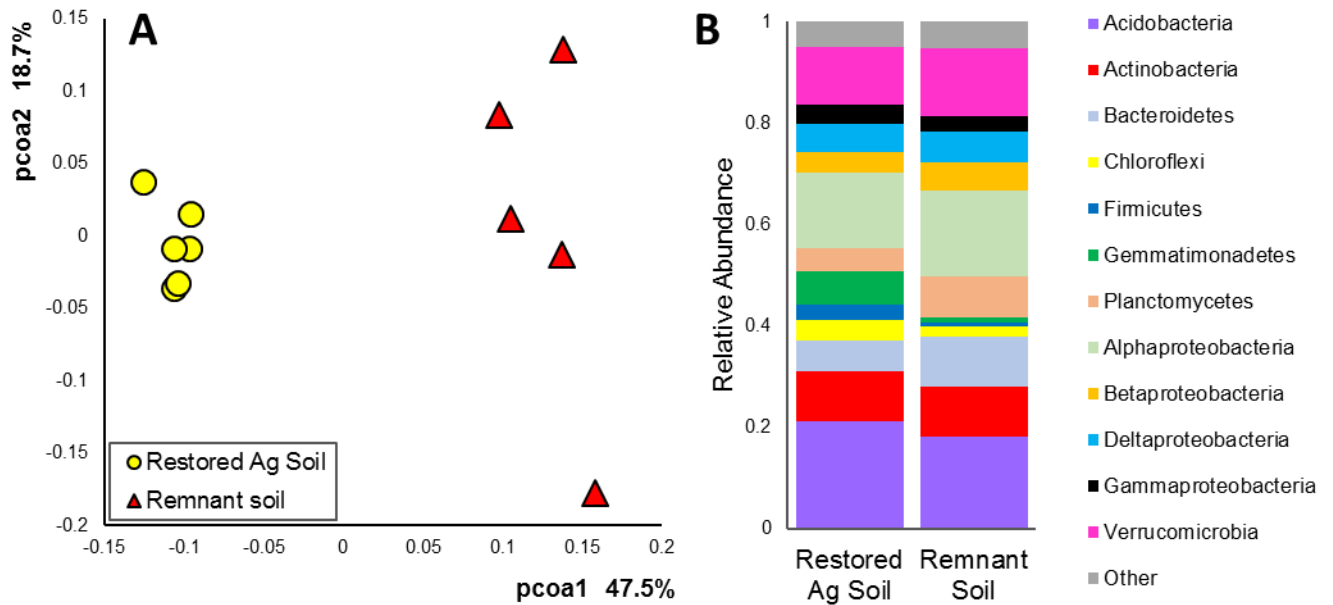 A
pcoa2 18.7%
0.15
0.1
0.05
0
-0.05
-0.1
-0.15
-0.2
Restored Ag Soil
Remnant soil
-0.15
-0.1
-0.05
0
0.05
0.1
0.15
0.2
pcoa1 47.5%
B
Relative Abundance
1
0.8
0.6
0.4
0.2
0
Restored
Ag Soil
Remnant
Soil
Acidobacteria
Actinobacteria
Bacteroidetes
Chloroflexi
Firmicutes
Gemmatimonadetes
Planctomycetes
Alphaproteobacteria
Betaproteobacteria
Deltaproteobacteria
Gammaproteobacteria
Verrucomicrobia
Other